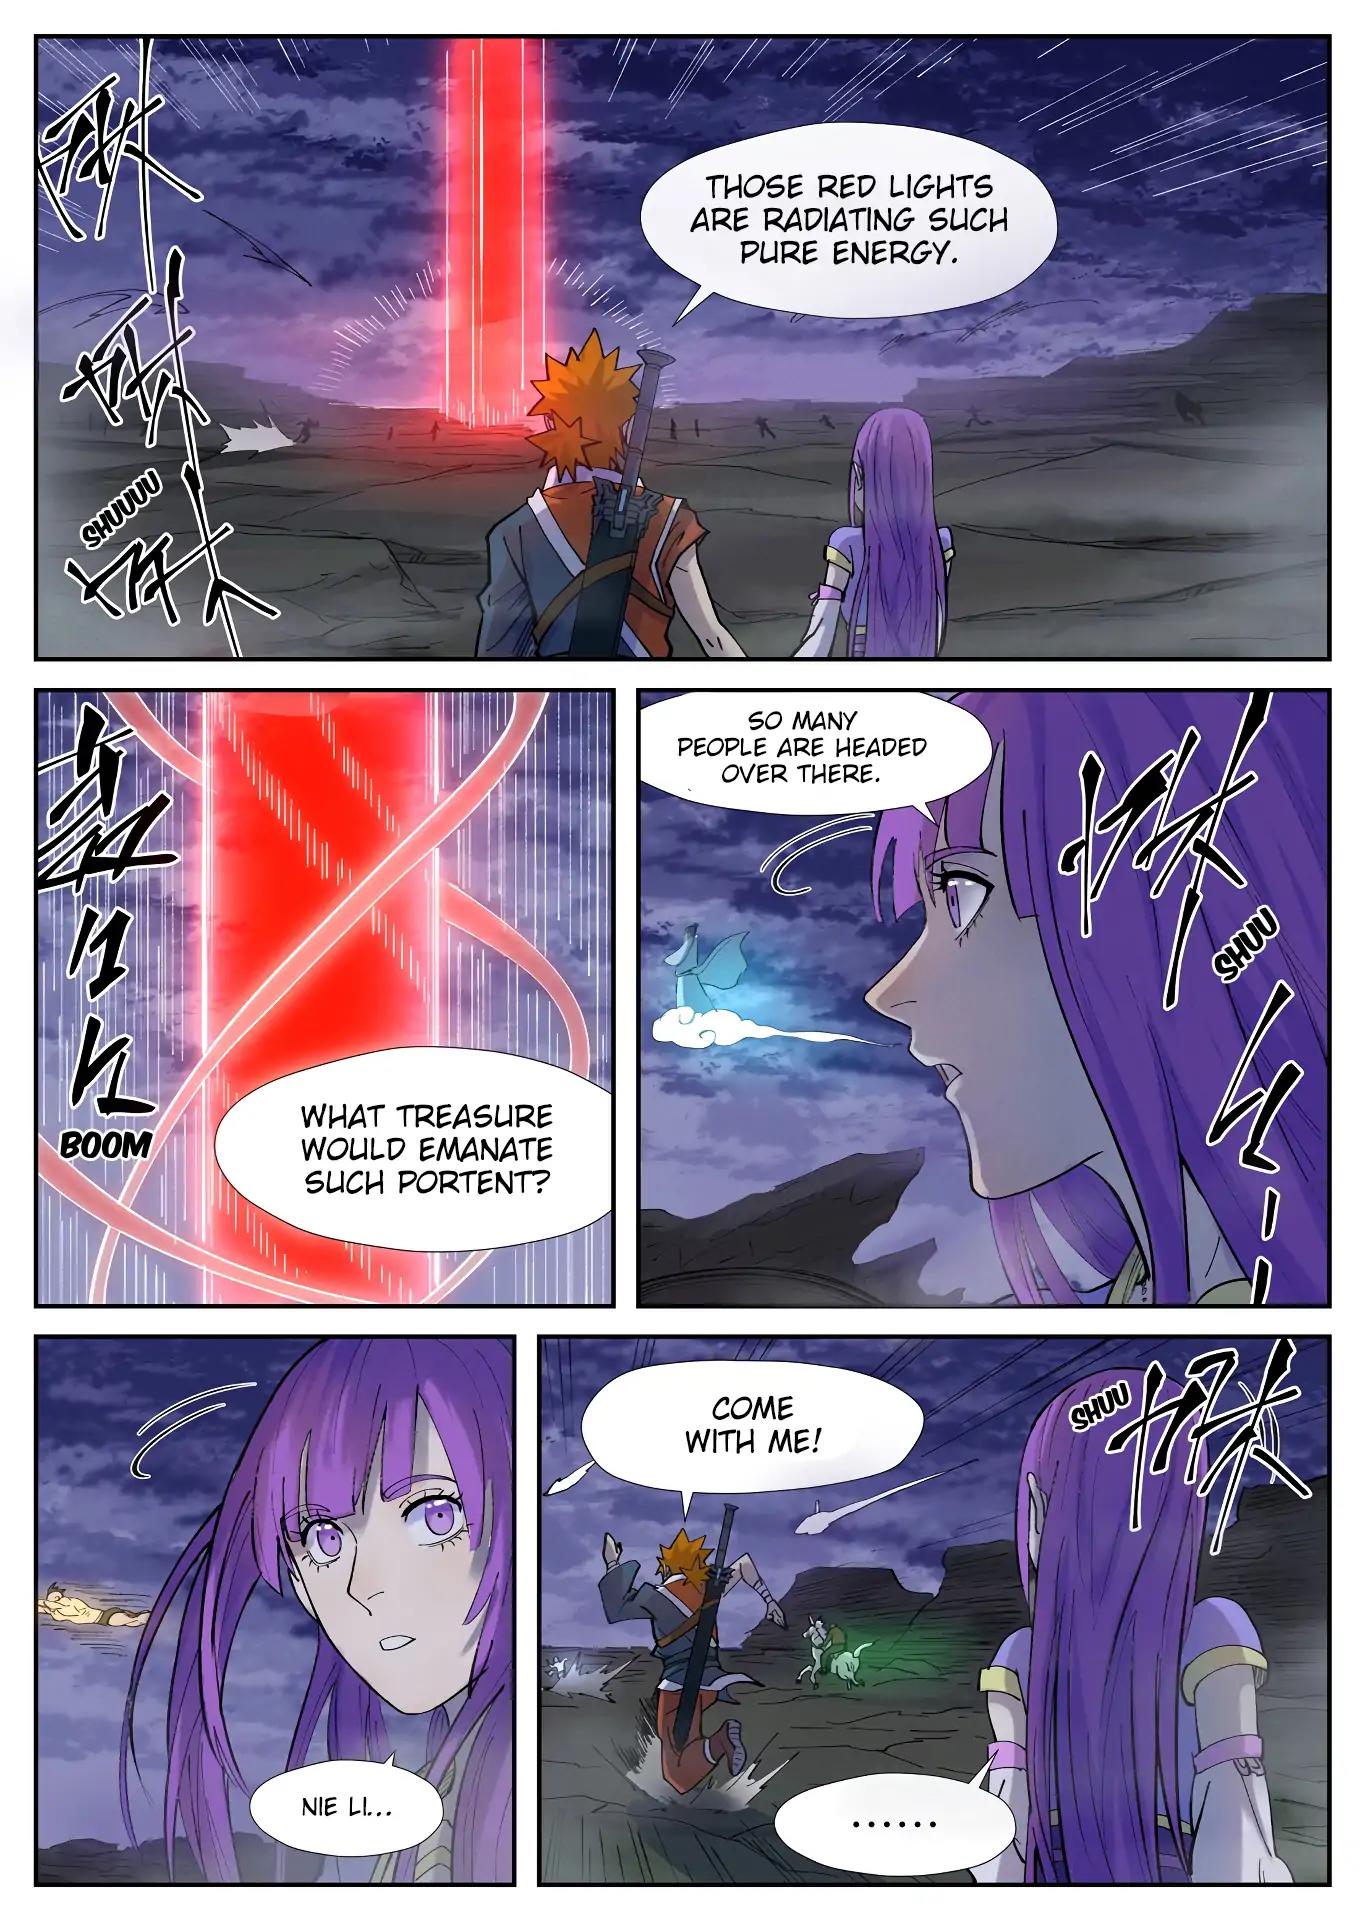 THOSE RED LIGHTS
ARE RADIATING SUCH
PURE ENERGY.
SHUUUU
BOOM
WHAT TREASURE
WOULD EMANATE
SUCH PORTENT?
SO MANY
PEOPLE ARE HEADED
OVER THERE.
SHUU
NIE LI...
COME
WITH ME!
SHUU
......